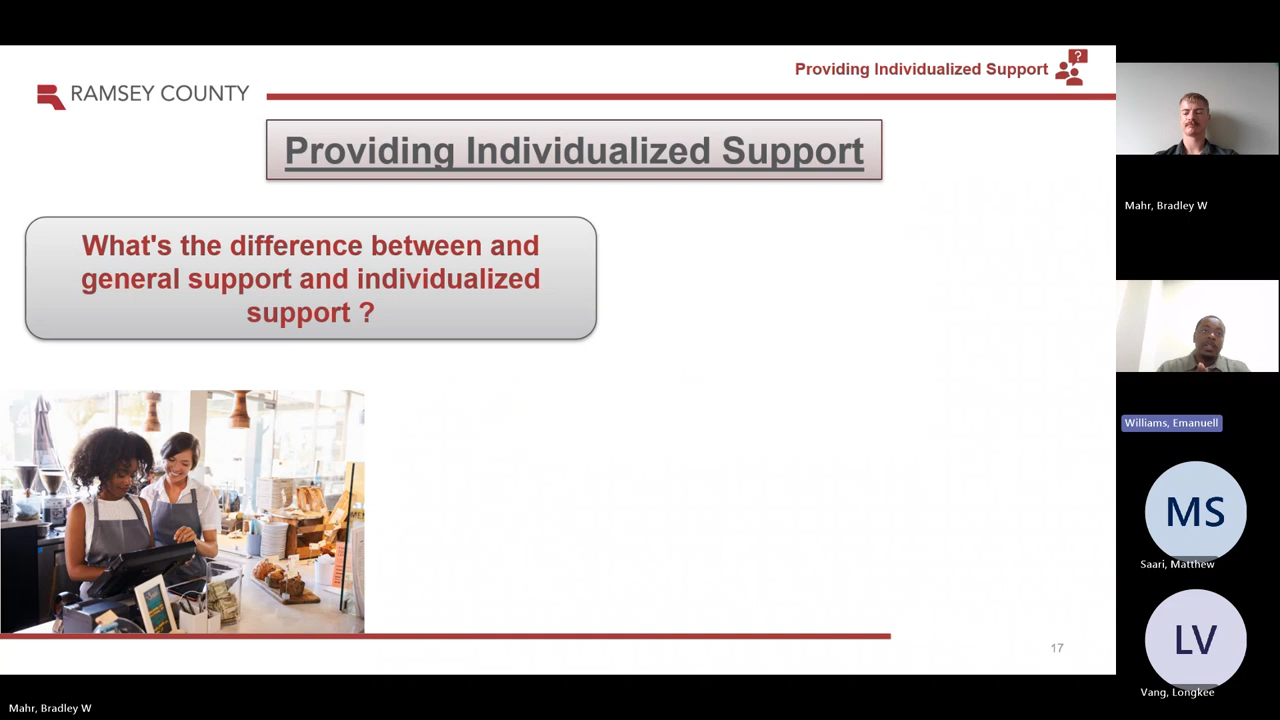 Providing Individualized Support
?
RAMSEY COUNTY
Providing Individualized Support
What's the difference between and
general support and individualized
support ?
17
Mahr, Bradley W
Williams, Emanuell
MS
Saari, Matthew
LV
Vang, Longkee
Mahr, Bradley W